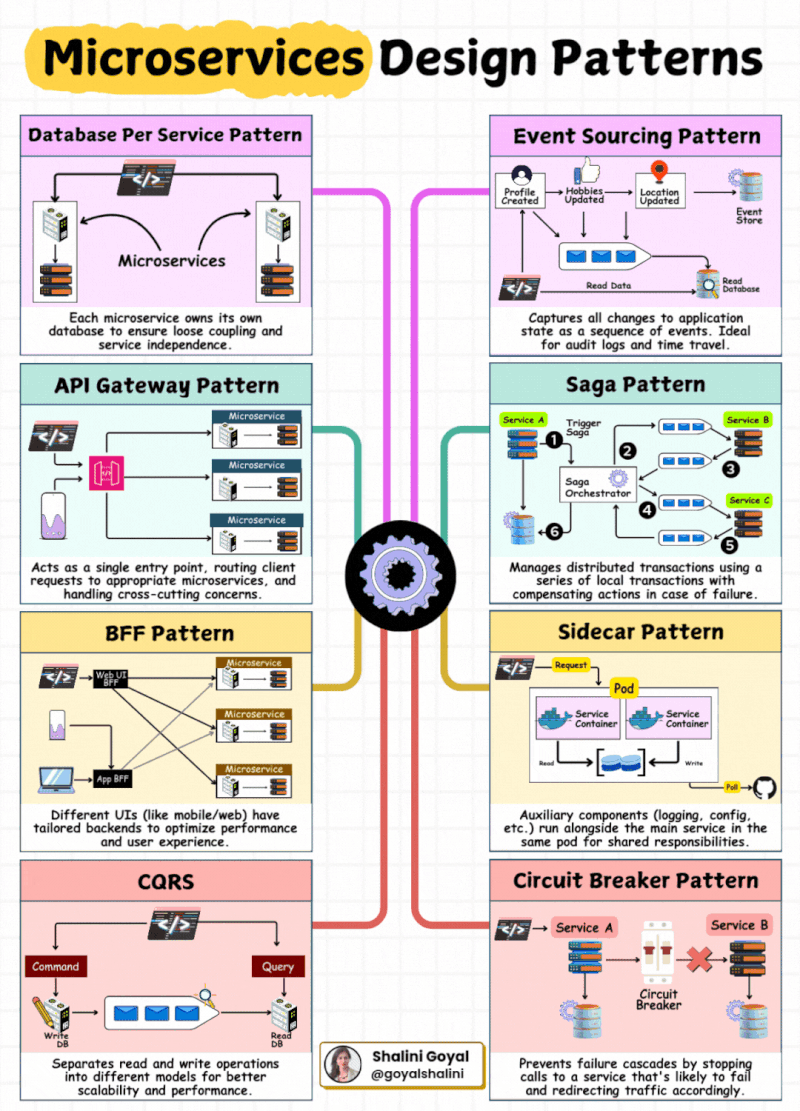 Microservices Design Patterns
Database Per Service Pattern
Microservices
Each microservice owns its own
database to ensure loose coupling and
service independence.
Event Sourcing Pattern
Profile
Created
Hobbies
Updated
Location
Updated
Event
Store
Read Data
Read
Database
Captures all changes to application
state as a sequence of events. Ideal
for audit logs and time travel.
API Gateway Pattern
Microservice
Microservice
Microservice
Acts as a single entry point, routing client
requests to appropriate microservices, and
handling cross-cutting concerns.
Saga Pattern
Service A
1
Trigger
Saga
2
Service B
3
Saga
Orchestrator
4
Service C
5
6
Manages distributed transactions using a
series of local transactions with
compensating actions in case of failure.
BFF Pattern
Web UI
BFF
App BFF
Microservice
Microservice
Microservice
Different UIs (like mobile/web) have
tailored backends to optimize performance
and user experience.
Sidecar Pattern
Request
Pod
Service
Container
Service
Container
Read
Write
Poll
Auxiliary components (logging, config,
etc.) run alongside the main service in the
same pod for shared responsibilities.
CQRS
Command
Query
Write
DB
Read
DB
Separates read and write operations
into different models for better
scalability and performance.
Circuit Breaker Pattern
Service A
Service B
Circuit
Breaker
Prevents failure cascades by stopping
calls to a service that's likely to fail
and redirecting traffic accordingly.
Shalini Goyal
@goyalshalini